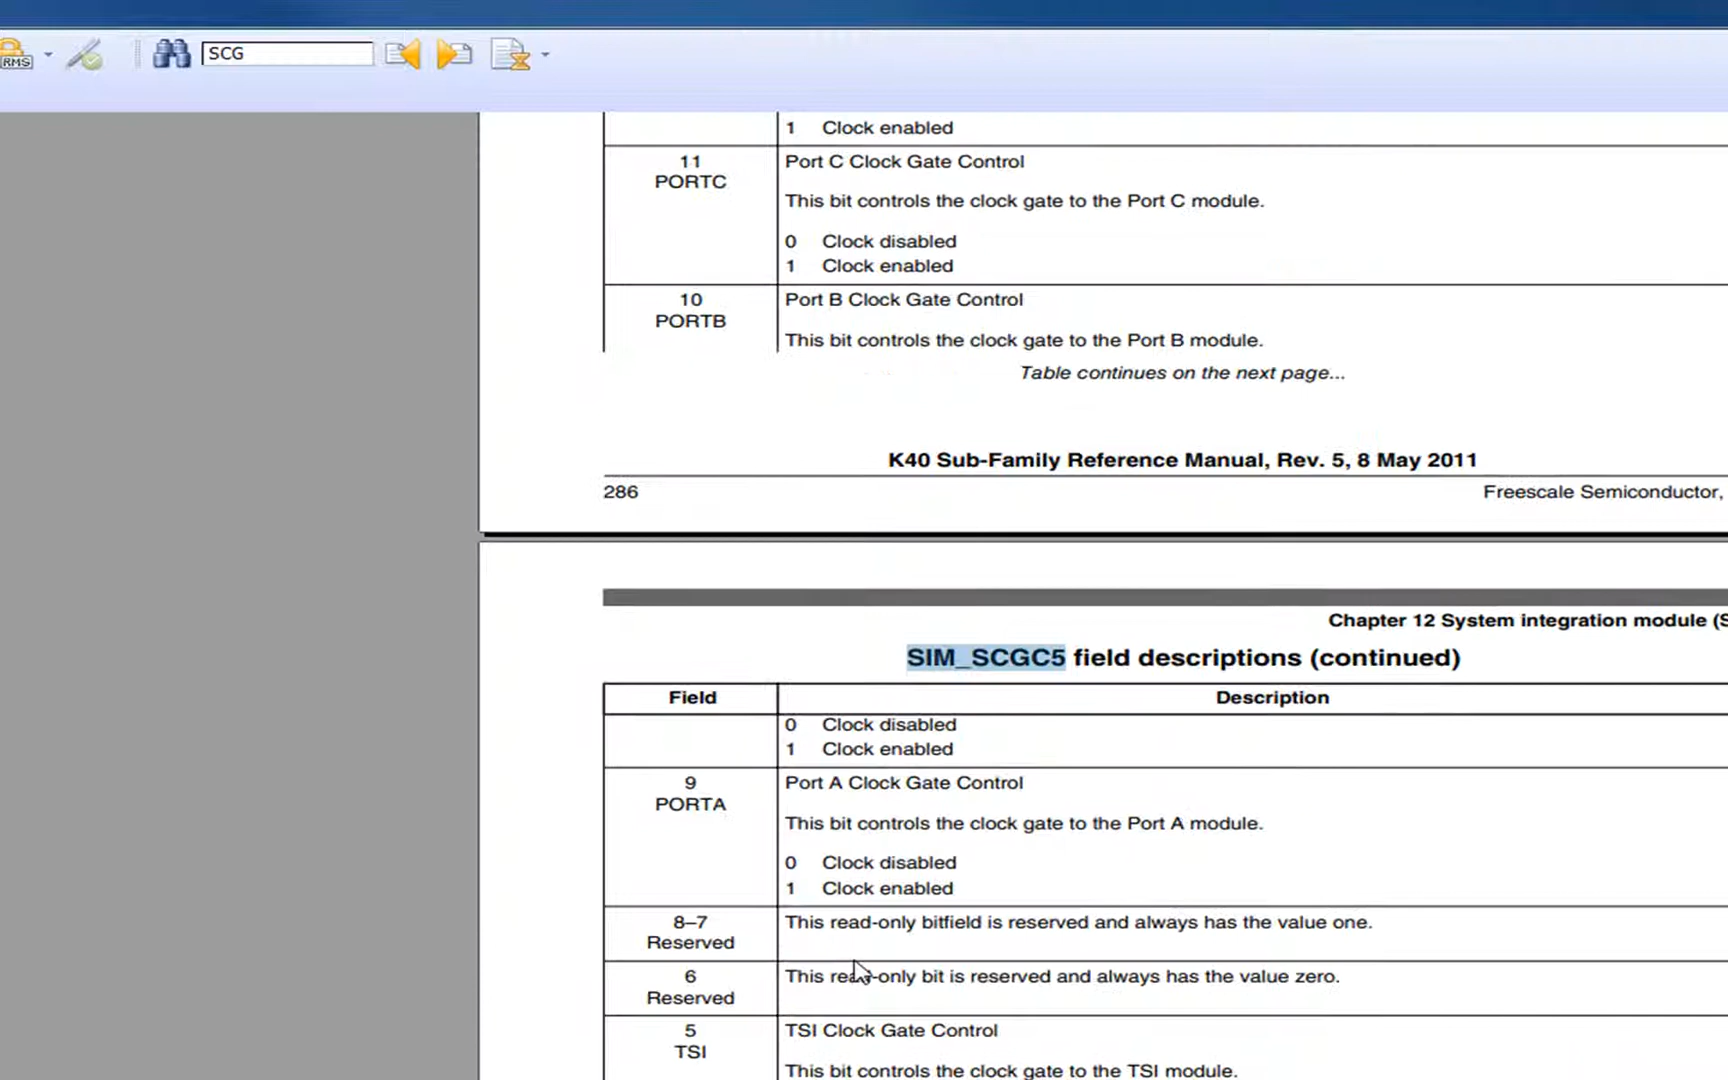 RMS
SCG
1 Clock enabled
11
PORTC
Port C Clock Gate Control
This bit controls the clock gate to the Port C module.
0 Clock disabled
1 Clock enabled
10
PORTB
Port B Clock Gate Control
This bit controls the clock gate to the Port B module.
Table continues on the next page...
K40 Sub-Family Reference Manual, Rev. 5, 8 May 2011
286
Freescale Semiconductor,
Chapter 12 System integration module (S
SIM_SCGC5 field descriptions (continued)
Field Description
0 Clock disabled
1 Clock enabled
9
PORTA
Port A Clock Gate Control
This bit controls the clock gate to the Port A module.
0 Clock disabled
1 Clock enabled
8–7
Reserved
This read-only bitfield is reserved and always has the value one.
6
Reserved
This read-only bit is reserved and always has the value zero.
5
TSI
TSI Clock Gate Control
This bit controls the clock gate to the TSI module.